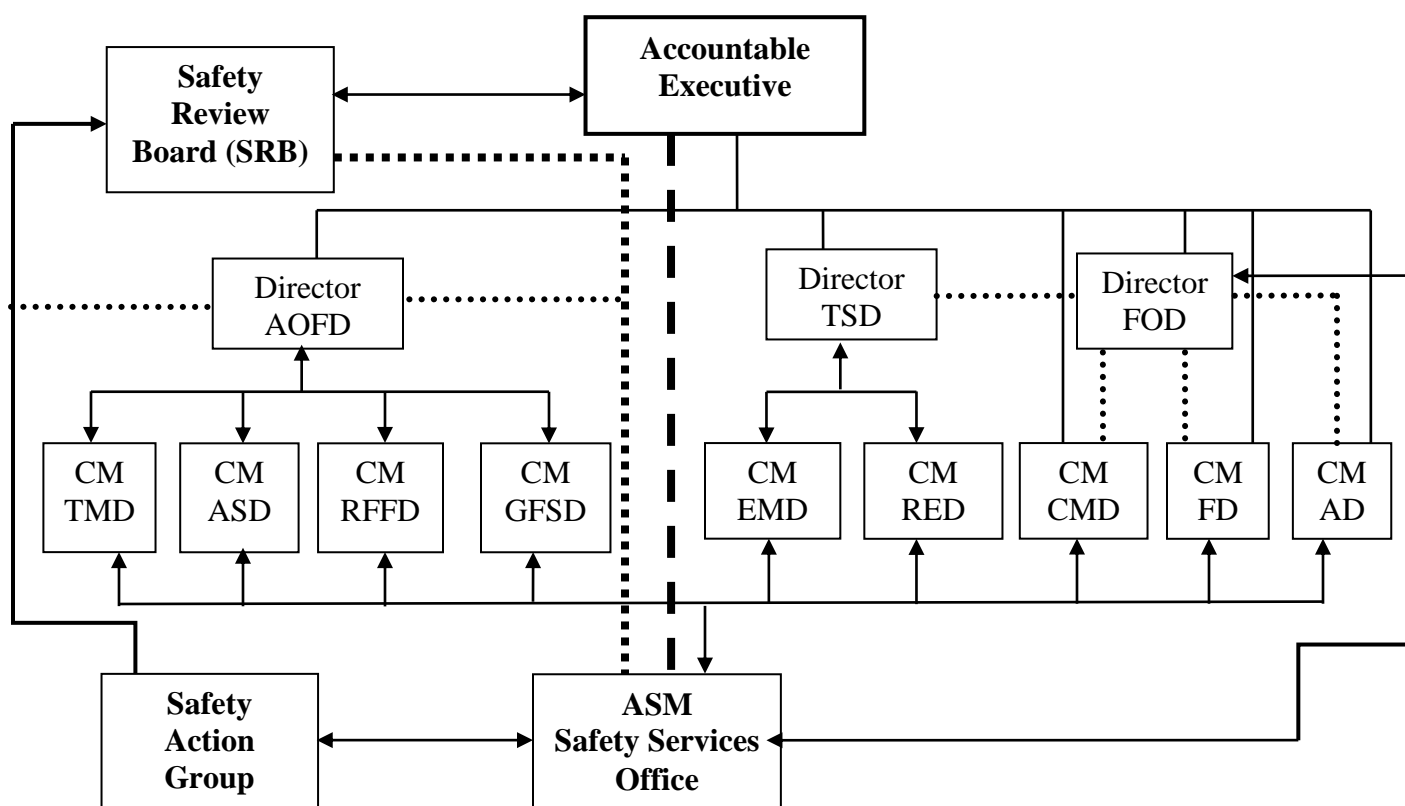 Safety
Review
Board (SRB)
Accountable
Executive
Director
AOFD
Director
TSD
Director
FOD
CM
TMD
CM
ASD
CM
RFFD
CM
GFSD
CM
EMD
CM
RED
CM
CMD
CM
FD
CM
AD
Safety
Action
Group
ASM
Safety Services
Office